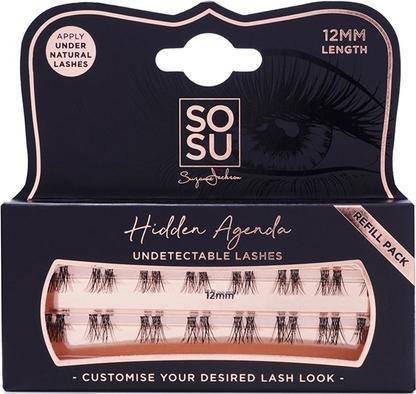 APPLY
UNDER
NATURAL
LASHES
12MM
LENGTH
SO
SU
Suzanne Jackson
Hidden Agenda
UNDETECTABLE LASHES
REFILL PACK
12mm
- CUSTOMISE YOUR DESIRED LASH LOOK -